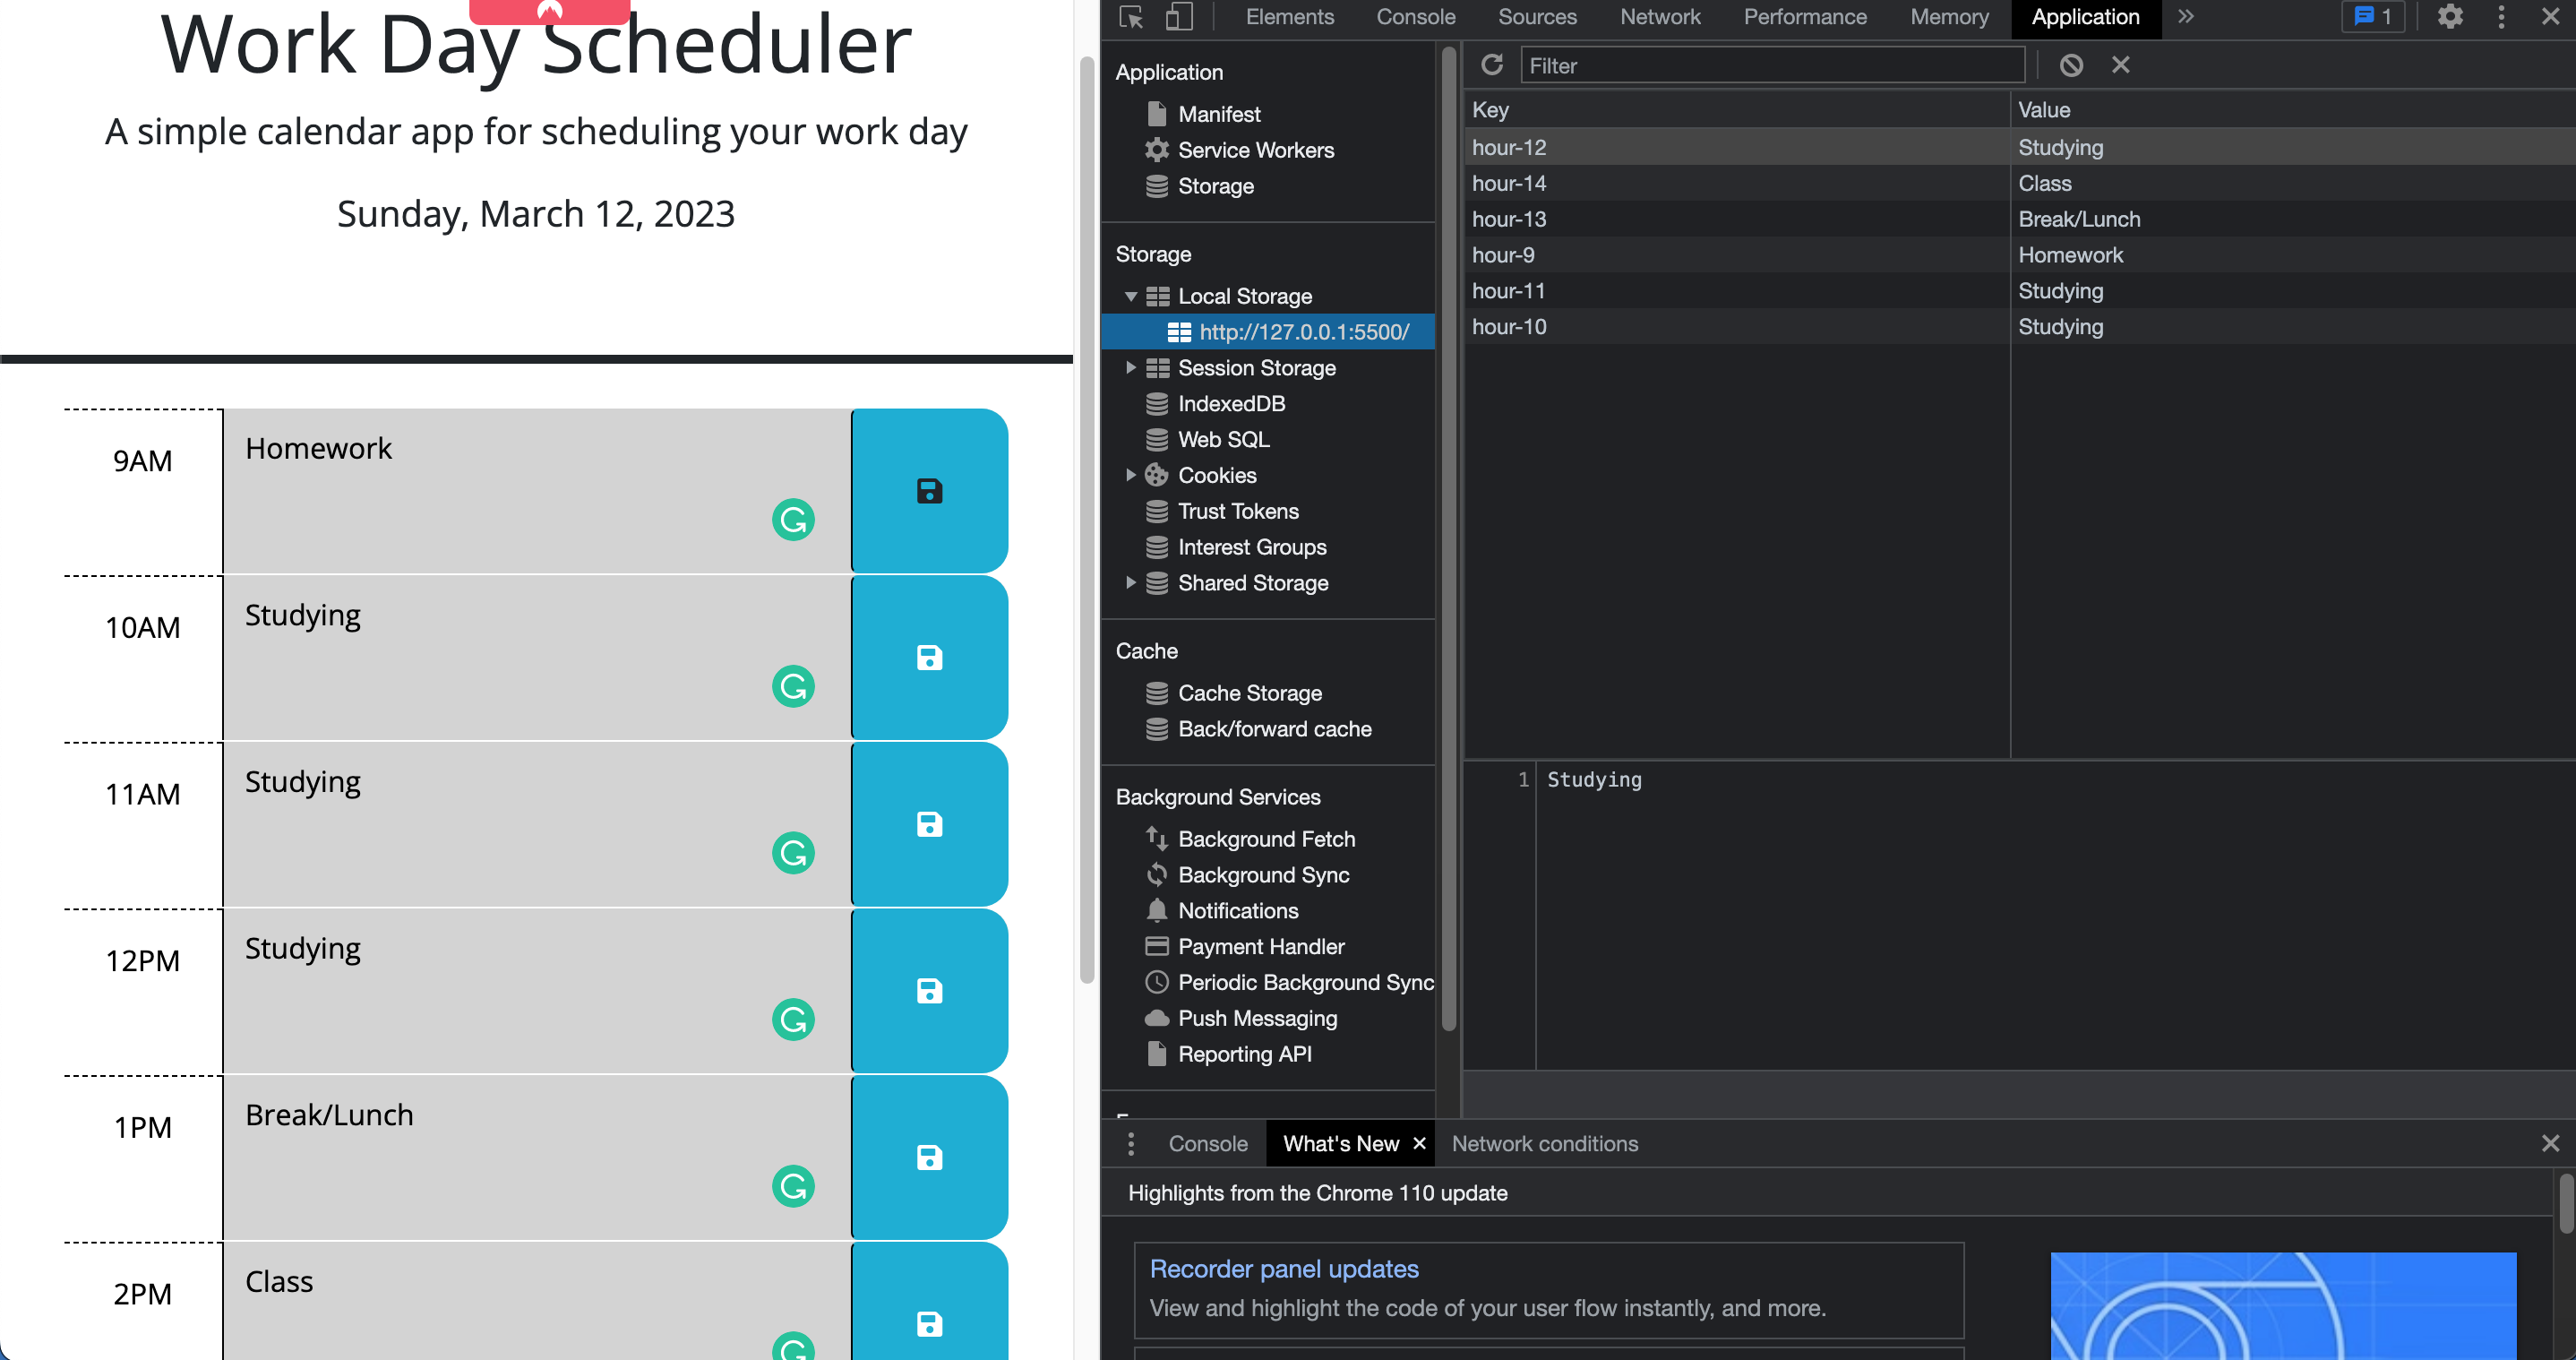 Work Day Scheduler
A simple calendar app for scheduling your work day
Sunday, March 12, 2023
9AM
Homework
10AM
Studying
11AM
Studying
12PM
Studying
1PM
Break/Lunch
2PM
Class
Elements Console Sources Network Performance Memory Application 1
Application
Manifest
Service Workers
Storage
Storage
Local Storage
http://127.0.0.1:5500/
Session Storage
IndexedDB
Web SQL
Cookies
Trust Tokens
Interest Groups
Shared Storage
Cache
Cache Storage
Back/forward cache
Background Services
Background Fetch
Background Sync
Notifications
Payment Handler
Periodic Background Sync
Push Messaging
Reporting API
Filter
Key Value
hour-12 Studying
hour-14 Class
hour-13 Break/Lunch
hour-9 Homework
hour-11 Studying
hour-10 Studying
1 Studying
Console What's New Network conditions
Highlights from the Chrome 110 update
Recorder panel updates
View and highlight the code of your user flow instantly, and more.